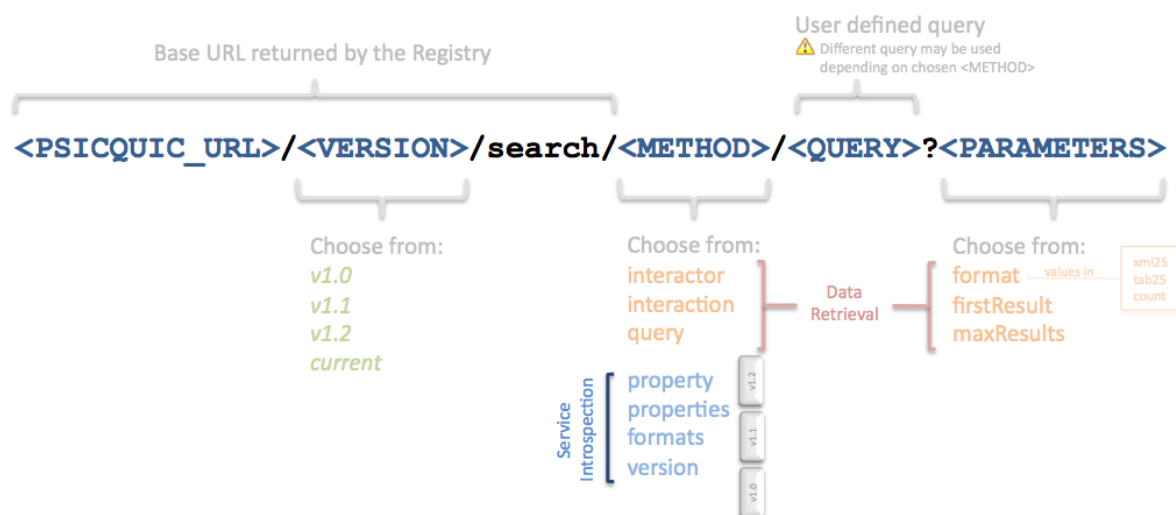 User defined query
Base URL returned by the Registry
Different query may be used
depending on chosen <METHOD>
<PSICQUIC_URL>/<VERSION>/search/<METHOD>/<QUERY>?<PARAMETERS>
Choose from:
v1.0
v1.1
v1.2
current
Choose from:
interactor
interaction
query
Data
Retrieval
Choose from:
format
values in
xml25
tab25
count
firstResult
maxResults
Service
Introspection
property
properties
formats
version
v1.2
v1.1
v1.0